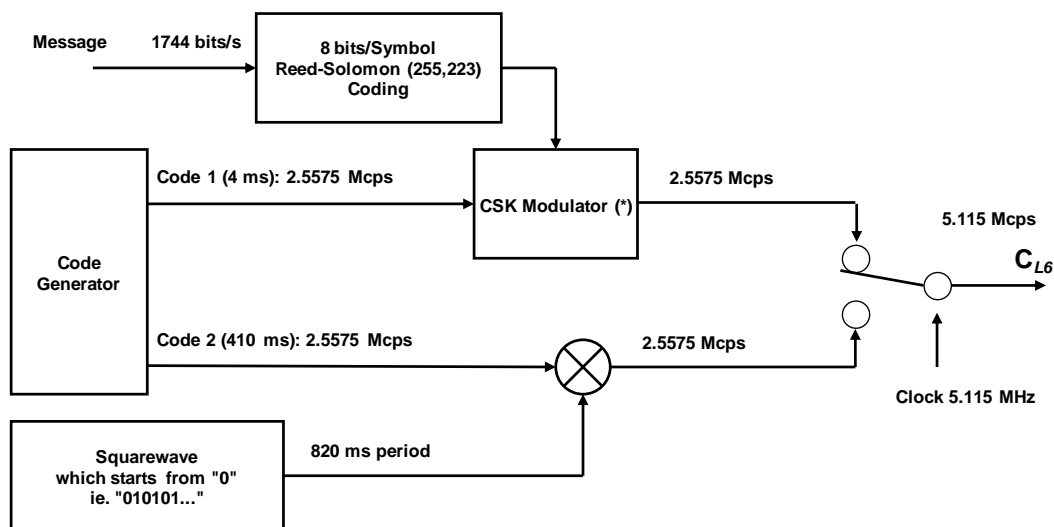 Message
1744 bits/s
8 bits/Symbol
Reed-Solomon (255,223)
Coding
Code 1 (4 ms): 2.5575 Mcps
CSK Modulator (*)
2.5575 Mcps
5.115 Mcps
Code
Generator
CL6
Code 2 (410 ms): 2.5575 Mcps
2.5575 Mcps
Clock 5.115 MHz
Squarewave
which starts from "0"
ie. "010101..."
820 ms period